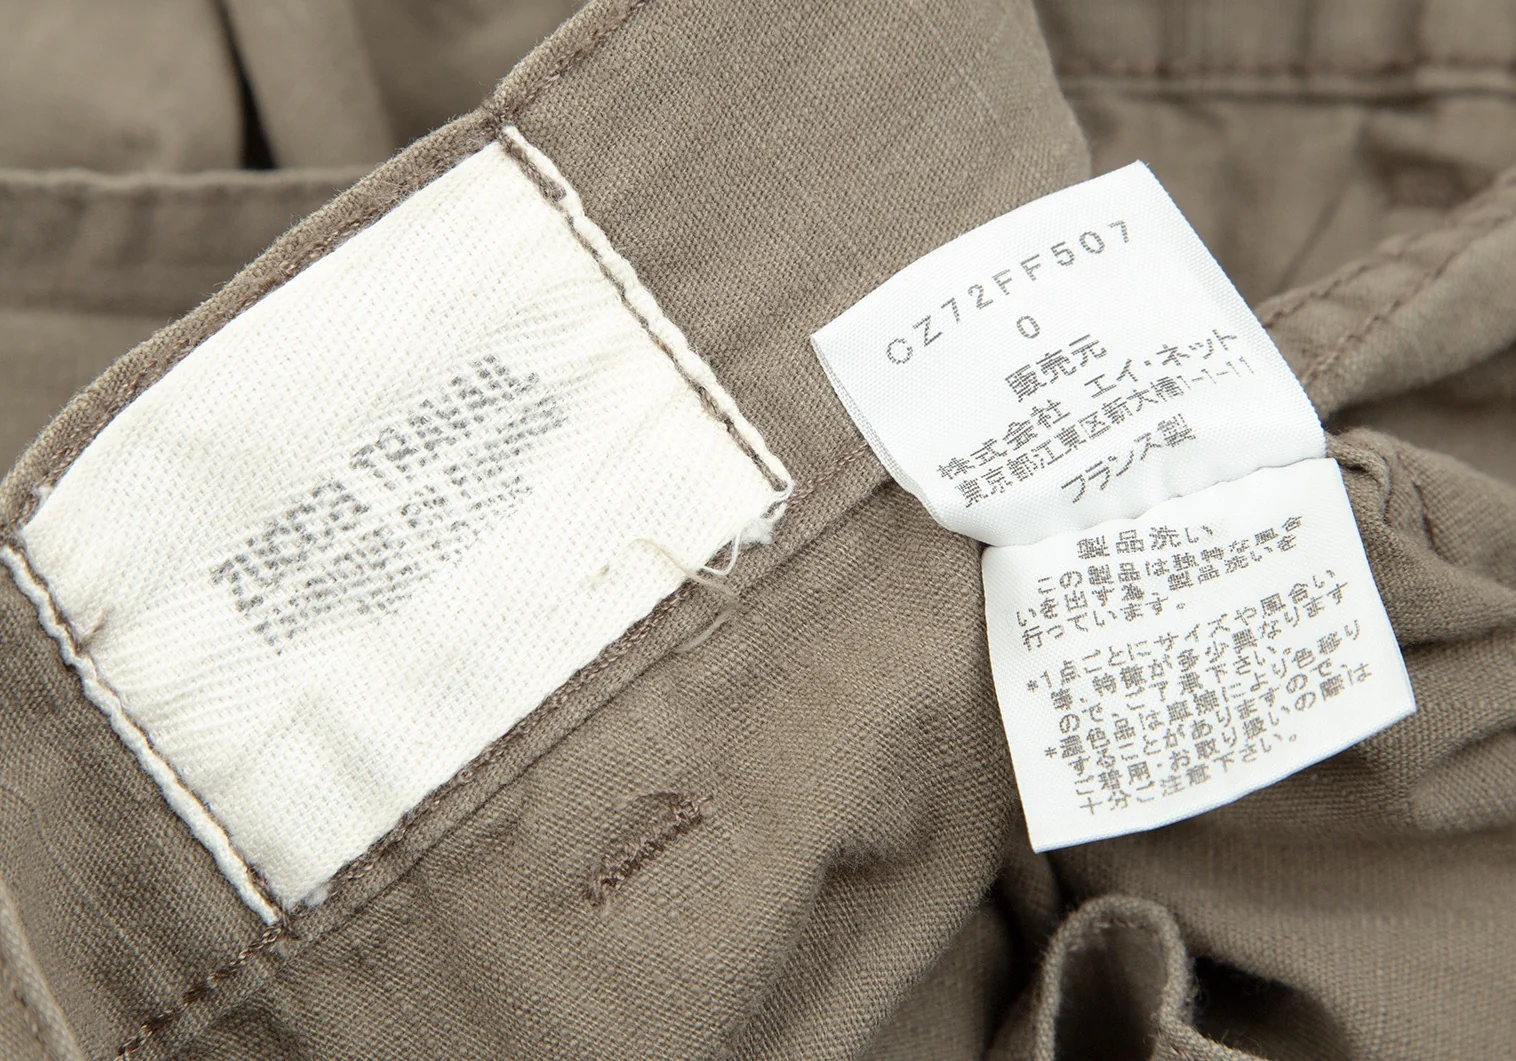 TRAVAIL
CZ72FF507
0
販売元
株式会社 エイ・ネット
東京都江東区新大橋1-1-11
フランス製
製品洗い
この製品は独特な風合
いを出す為、製品洗いを
行っています。
*1点ごとにサイズや風合い
等、特徴が多少異なります
ので、ご了承下さい。
*濃色品は摩擦により色移り
することがありますので、
ご着用・お取り扱いの際は
十分ご注意下さい。